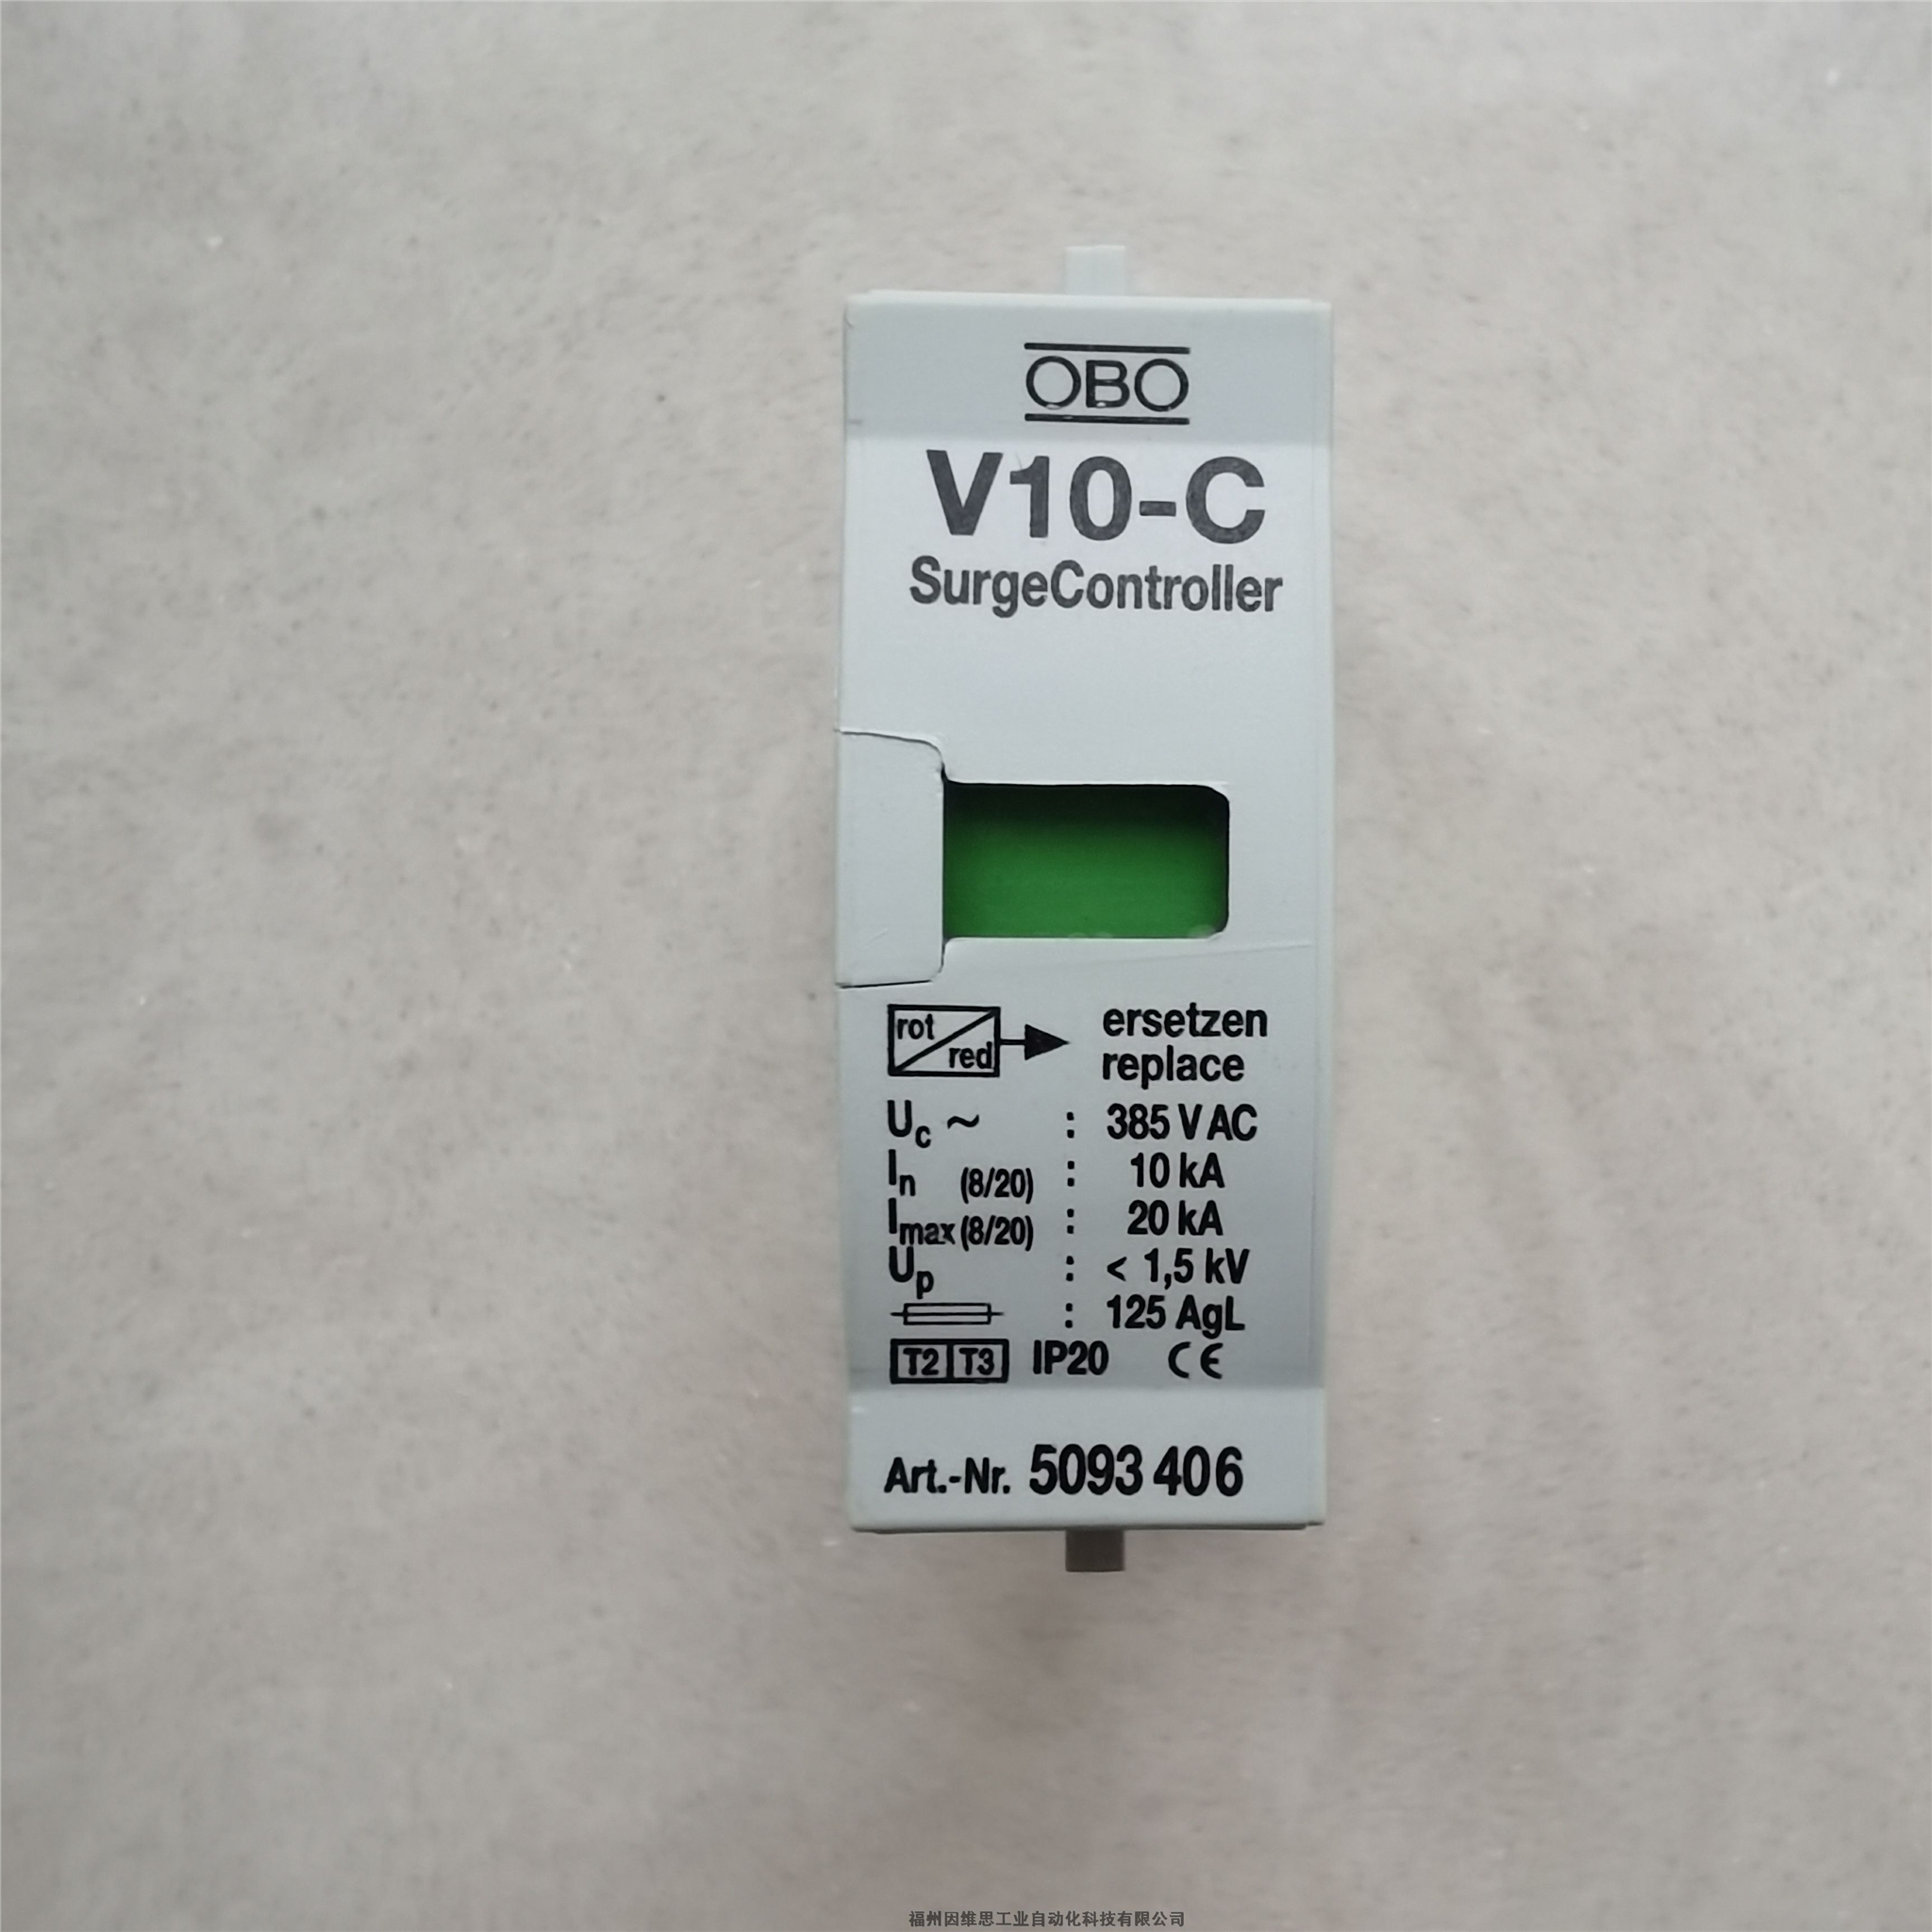 OBO
V10-C
SurgeController
rot
red
ersetzen
replace
Uc ~ : 385 V AC
In (8/20) : 10 kA
Imax (8/20) : 20 kA
Up : < 1,5 kV
: 125 AgL
T2 T3 IP20 CE
Art.-Nr. 5093 406
福州因维思工业自动化科技有限公司